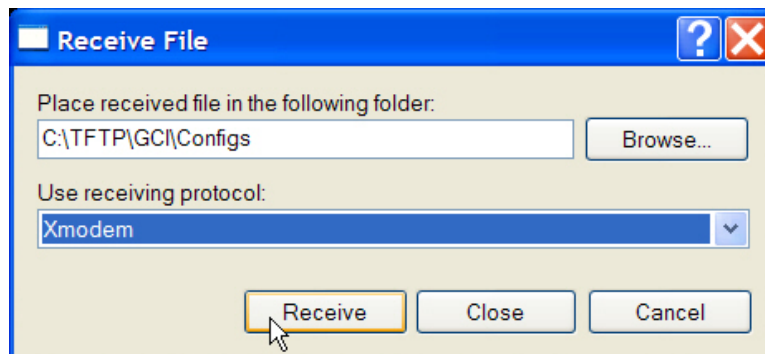 Receive File
Place received file in the following folder:
C:\TFTP\GCI\Configs
Browse...
Use receiving protocol:
Xmodem
Receive Close Cancel